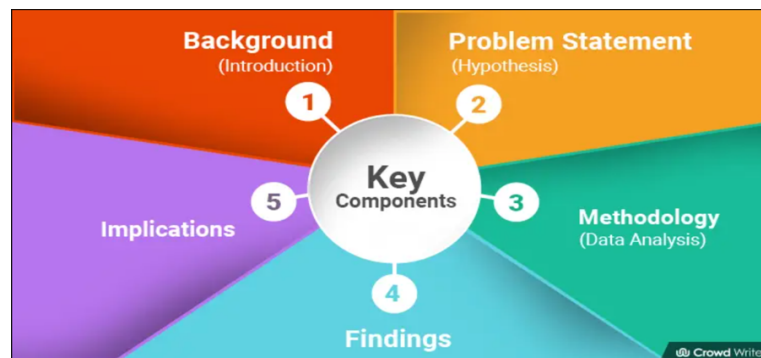 Background
(Introduction)
1
Problem Statement
(Hypothesis)
2
Key
Components
3
Methodology
(Data Analysis)
4
Findings
5
Implications
Crowd Write